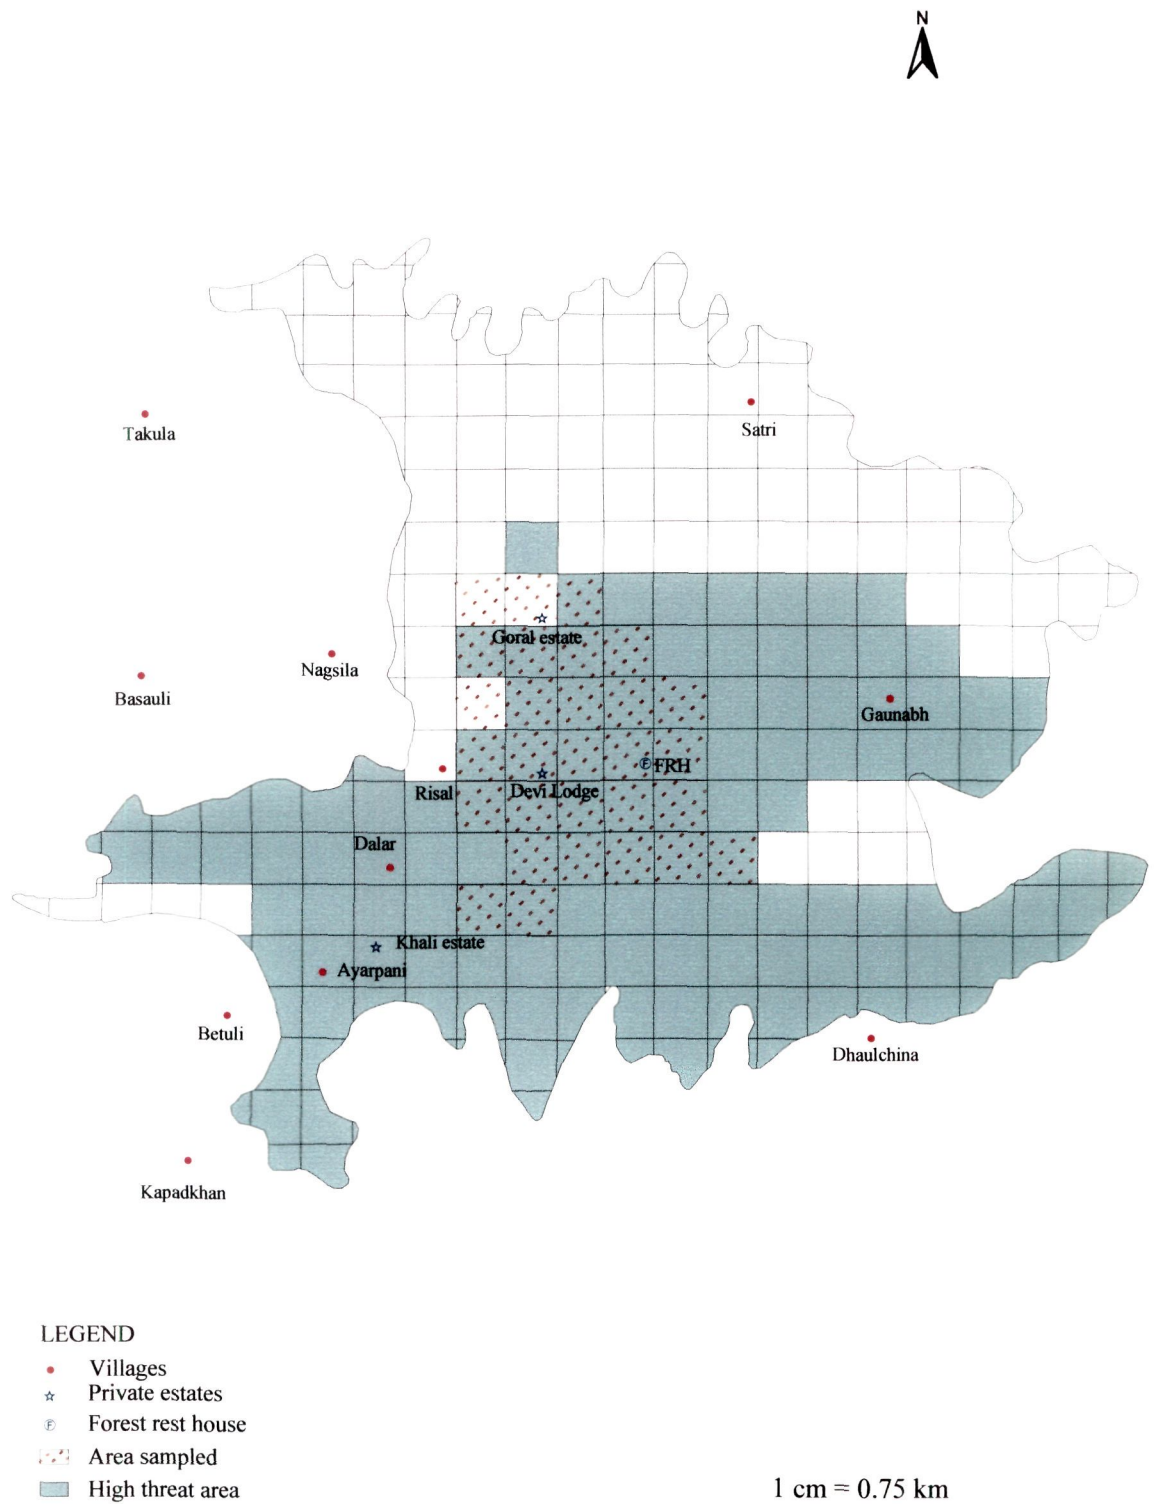 N
Takula
Satri
Goral estate
Nagsila
Basauli
Gaunabh
FRH
Risal
Devi Lodge
Dalar
Khali estate
Ayarpani
Betuli
Dhaulchina
Kapadkhan
LEGEND
Villages
Private estates
F Forest rest house
Area sampled
High threat area
1 cm = 0.75 km